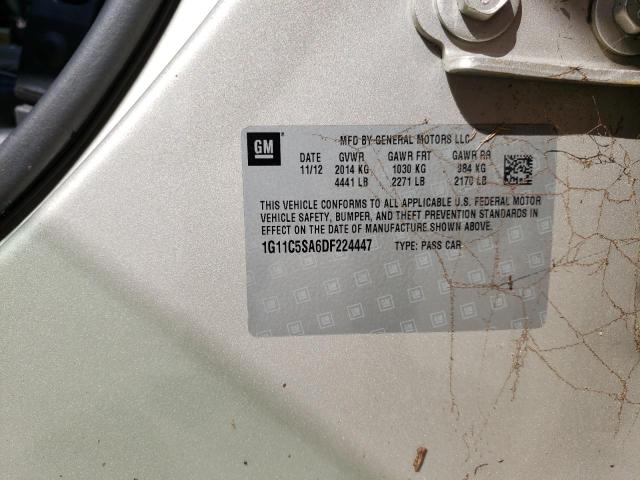 GM
MFD BY GENERAL MOTORS LLC
DATE GVWR GAWR FRT GAWR RR
11/12 2014 KG 1030 KG 984 KG
4441 LB 2271 LB 2170 LB
THIS VEHICLE CONFORMS TO ALL APPLICABLE U.S. FEDERAL MOTOR
VEHICLE SAFETY, BUMPER, AND THEFT PREVENTION STANDARDS IN
EFFECT ON THE DATE OF MANUFACTURE SHOWN ABOVE.
1G11C5SA6DF224447 TYPE: PASS CAR